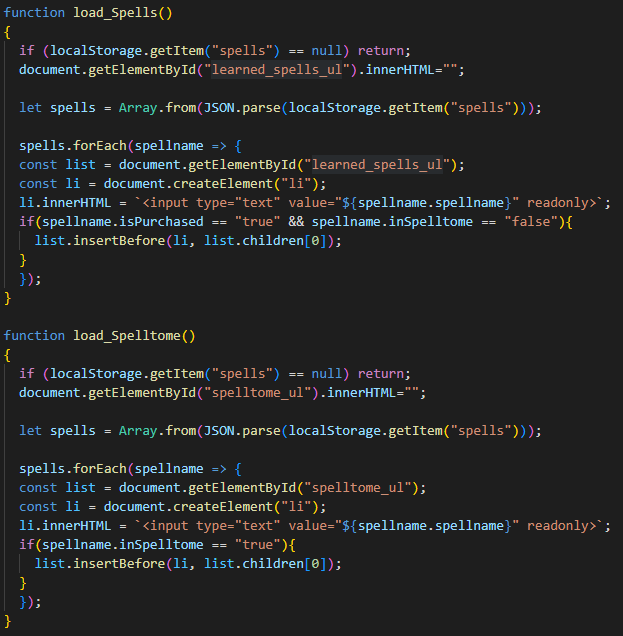 function load_Spells()
{
  if (localStorage.getItem("spells") == null) return;
  document.getElementById("learned_spells_ul").innerHTML="";

  let spells = Array.from(JSON.parse(localStorage.getItem("spells")));

  spells.forEach(spellname => {
  const list = document.getElementById("learned_spells_ul");
  const li = document.createElement("li");
  li.innerHTML = `<input type="text" value="${spellname.spellname}" readonly>`;
  if(spellname.isPurchased == "true" && spellname.inSpelltome == "false"){
    list.insertBefore(li, list.children[0]);
  }
  });
}

function load_Spelltome()
{
  if (localStorage.getItem("spells") == null) return;
  document.getElementById("spelltome_ul").innerHTML="";

  let spells = Array.from(JSON.parse(localStorage.getItem("spells")));

  spells.forEach(spellname => {
  const list = document.getElementById("spelltome_ul");
  const li = document.createElement("li");
  li.innerHTML = `<input type="text" value="${spellname.spellname}" readonly>`;
  if(spellname.inSpelltome == "true"){
    list.insertBefore(li, list.children[0]);
  }
  });
}